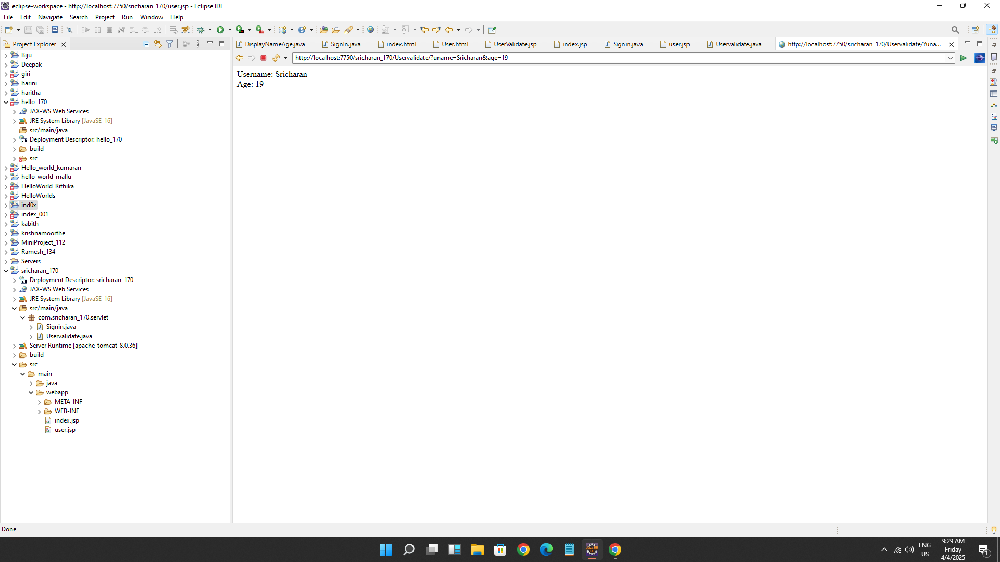 eclipse-workspace - http://localhost:7750/sricharan_170/user.jsp - Eclipse IDE
File Edit Navigate Search Project Run Window Help
Project Explorer
DisplayNameAge.java SignIn.java index.html User.html UserValidate.jsp index.jsp Signin.java user.jsp Uservalidate.java http://localhost:7750/sricharan_170/Uservalidate/?una...
http://localhost:7750/sricharan_170/Uservalidate/?uname=Sricharan&age=19
Username: Sricharan
Age: 19
Biju
Deepak
giri
harini
haritha
hello_170
JAX-WS Web Services
JRE System Library [JavaSE-16]
src/main/java
Deployment Descriptor: hello_170
build
src
Hello_world_kumaran
hello_world_mallu
HelloWorld_Rithika
HelloWorlds
ind0x
index_001
kabith
krishnamoorthe
MiniProject_112
Ramesh_134
Servers
sricharan_170
Deployment Descriptor: sricharan_170
JAX-WS Web Services
JRE System Library [JavaSE-16]
src/main/java
com.sricharan_170.servlet
Signin.java
Uservalidate.java
Server Runtime [apache-tomcat-8.0.36]
build
src
main
java
webapp
META-INF
WEB-INF
index.jsp
user.jsp
Done
ENG
US
9:29 AM
Friday
4/4/2025
1